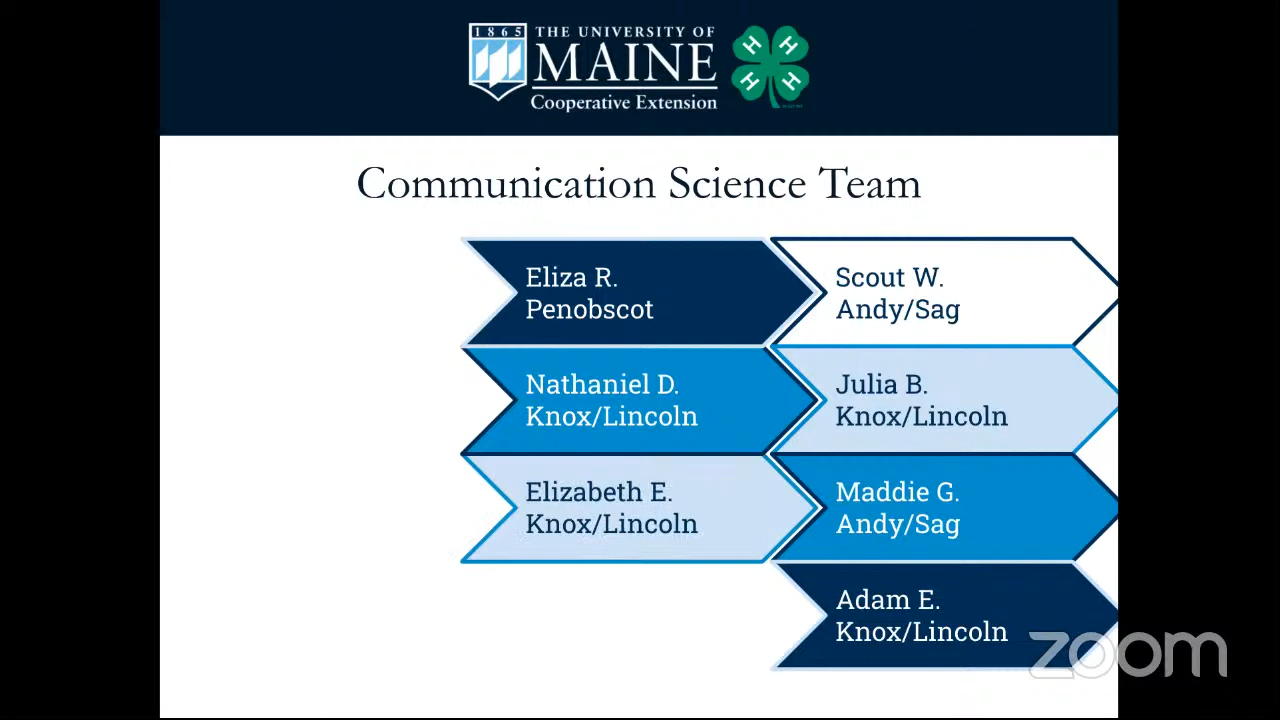 1865
THE UNIVERSITY OF
MAINE
Cooperative Extension
H H
H H
Communication Science Team
Eliza R.
Penobscot
Scout W.
Andy/Sag
Nathaniel D.
Knox/Lincoln
Julia B.
Knox/Lincoln
Elizabeth E.
Knox/Lincoln
Maddie G.
Andy/Sag
Adam E.
Knox/Lincoln
zoom